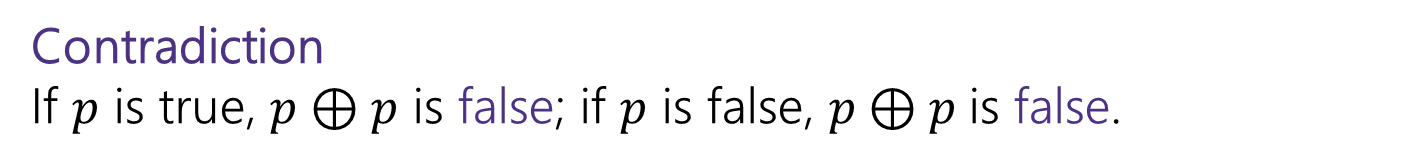 Contradiction
If 𝑝 is true, 𝑝 ⊕ 𝑝 is false; if 𝑝 is false, 𝑝 ⊕ 𝑝 is false.